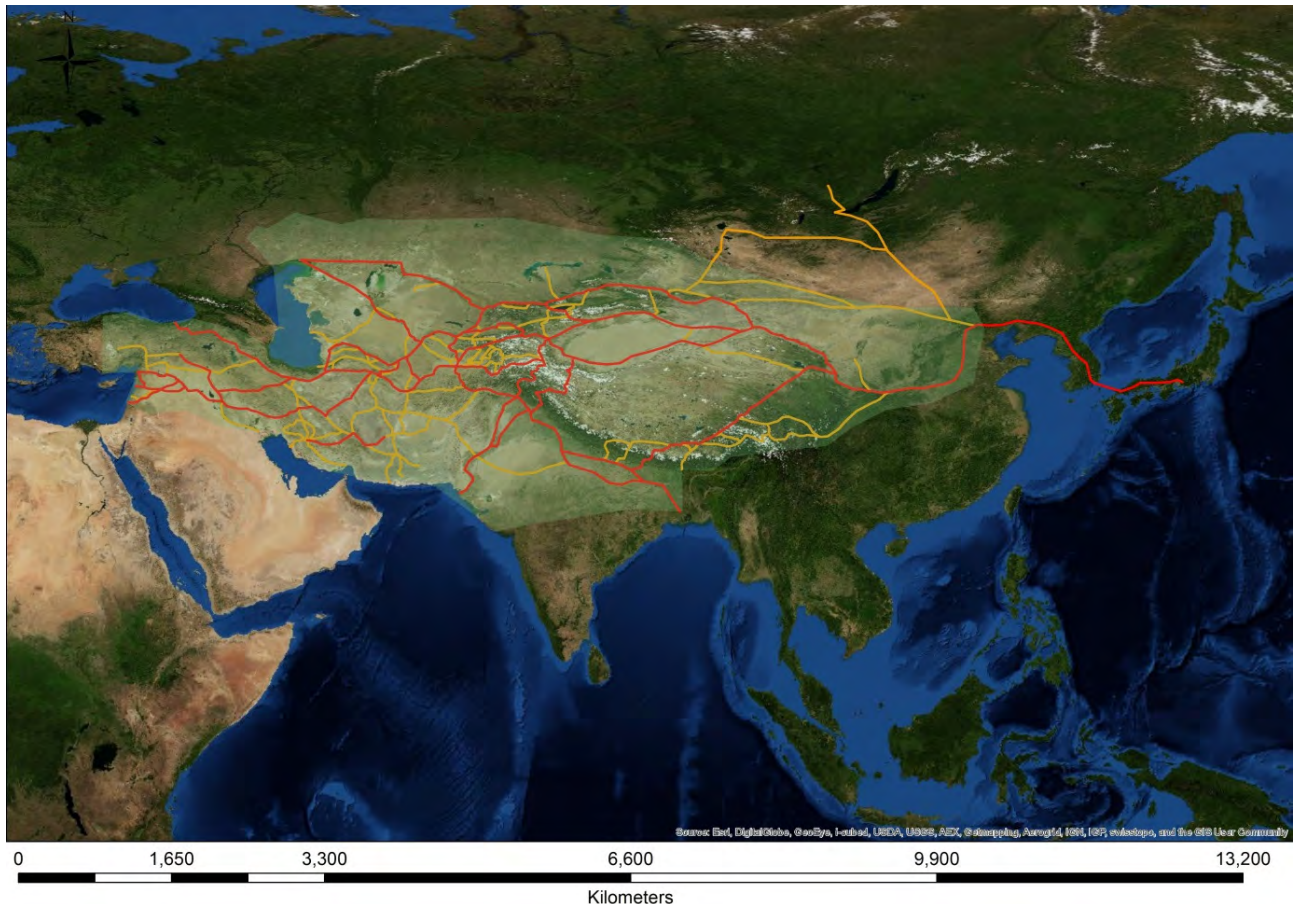 N
Source: Esri, DigitalGlobe, GeoEye, i-cubed, USDA, USGS, AEX, Getmapping, Aerogrid, IGN, IGP, swisstopo, and the GIS User Community
0 1,650 3,300 6,600 9,900 13,200
Kilometers